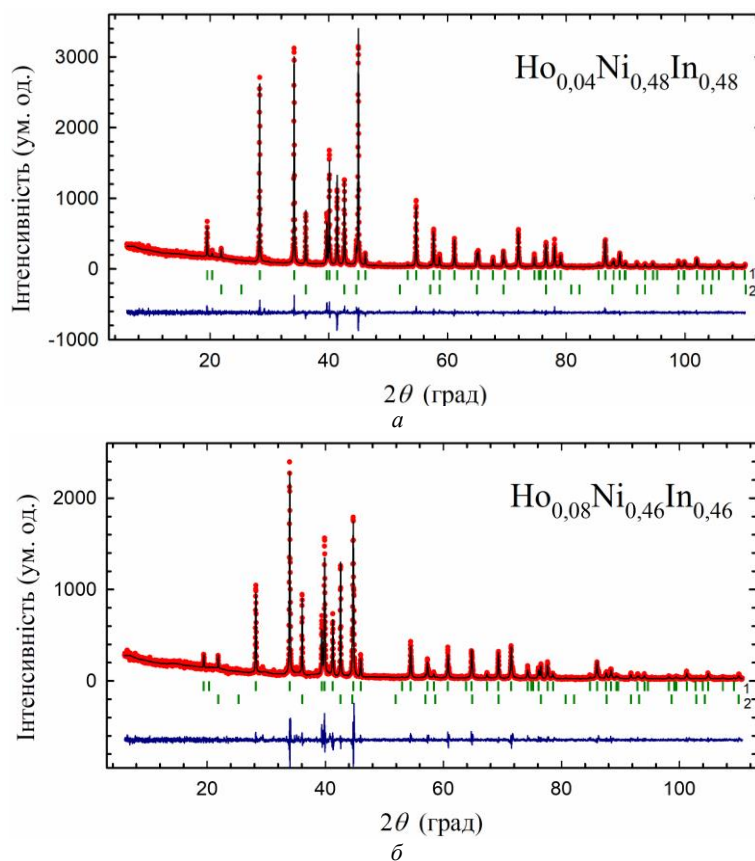 Ho0,04Ni0,48In0,48
Інтенсивність (ум. од.)
3000
2000
1000
0
-1000
1
2
20 40 60 80 100
2θ (град)
а
Ho0,08Ni0,46In0,46
Інтенсивність (ум. од.)
2000
1000
0
1
2
20 40 60 80 100
2θ (град)
б